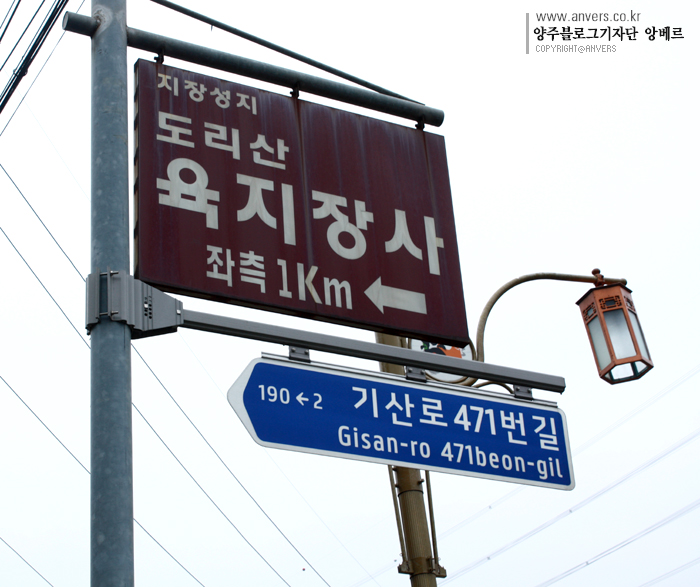 www.anvers.co.kr
양주블로그기자단 앙베르
COPYRIGHT@ANVERS
지장성지
도리산
육지장사
좌측 1Km ←
190 ← 2 기산로 471번길
Gisan-ro 471beon-gil